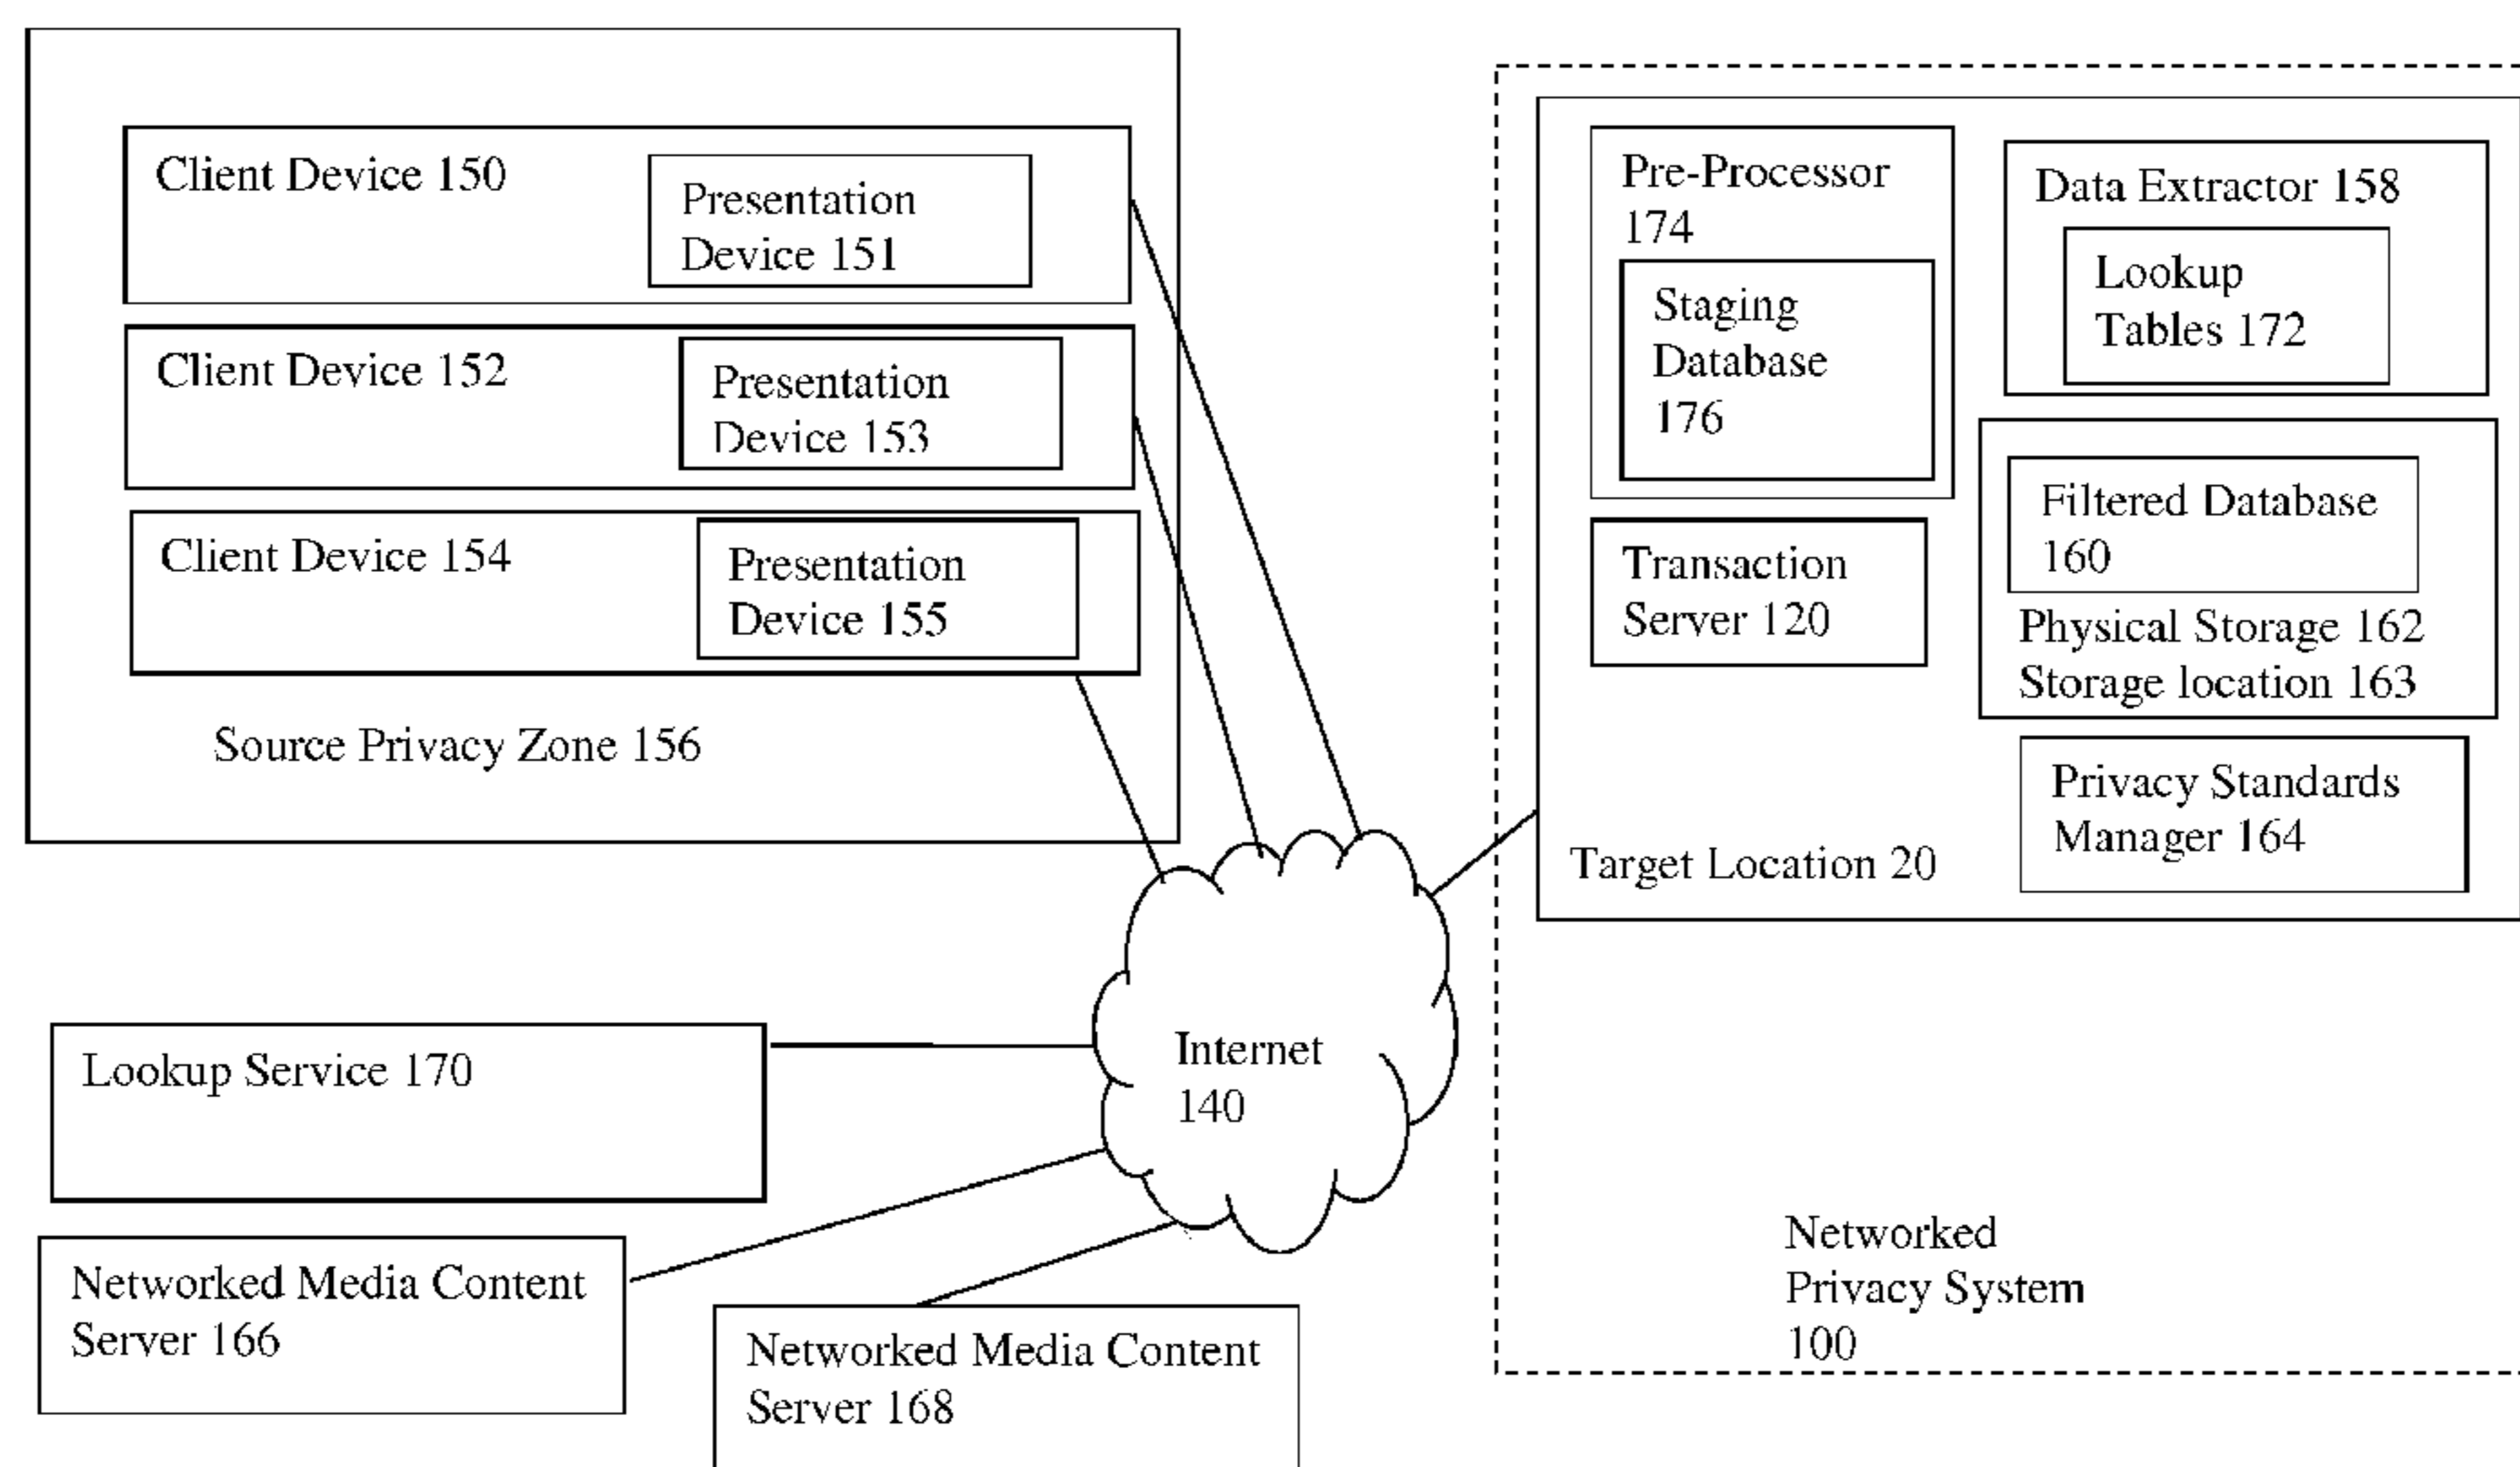 Client Device 150
Presentation
Device 151
Client Device 152
Presentation
Device 153
Client Device 154
Presentation
Device 155
Source Privacy Zone 156
Pre-Processor
174
Staging
Database
176
Data Extractor 158
Lookup
Tables 172
Transaction
Server 120
Filtered Database
160
Physical Storage 162
Storage location 163
Privacy Standards
Manager 164
Target Location 20
Internet
140
Lookup Service 170
Networked Media Content
Server 166
Networked Media Content
Server 168
Networked
Privacy System
100